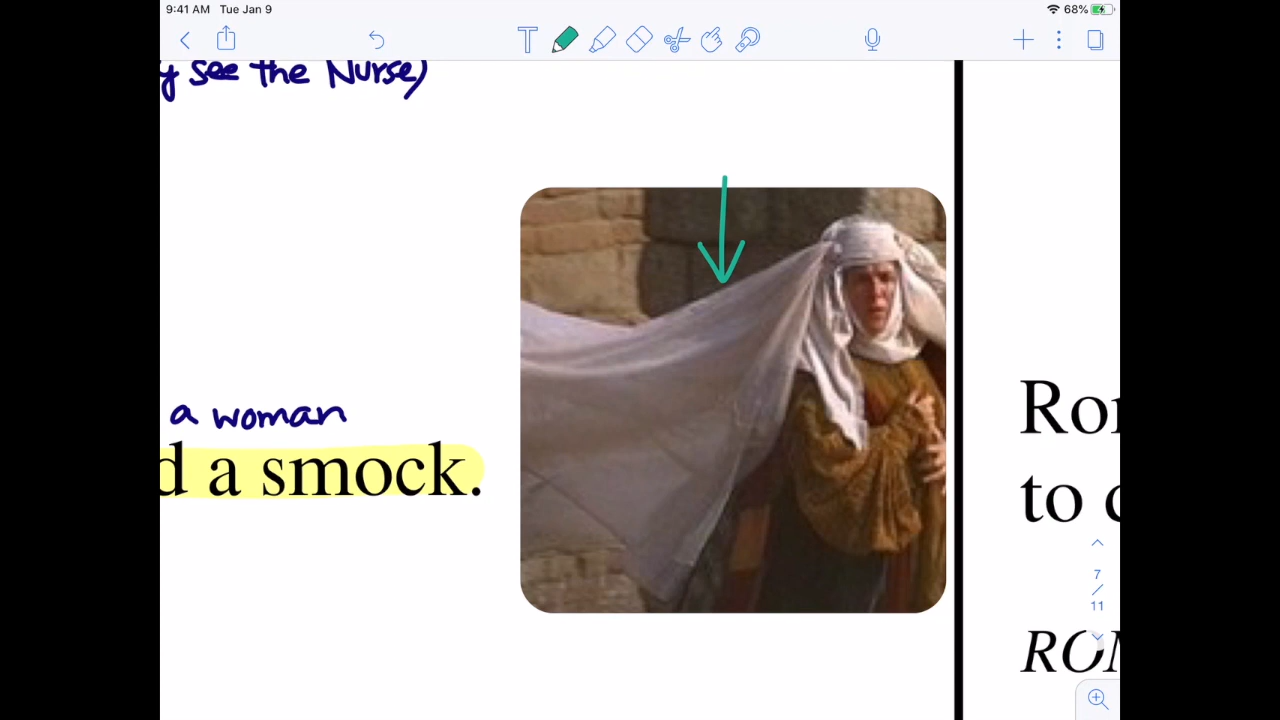 9:41 AM Tue Jan 9
68%
T
see the Nurse)
a woman
d a smock.
Ro
to
7
/
11
RO